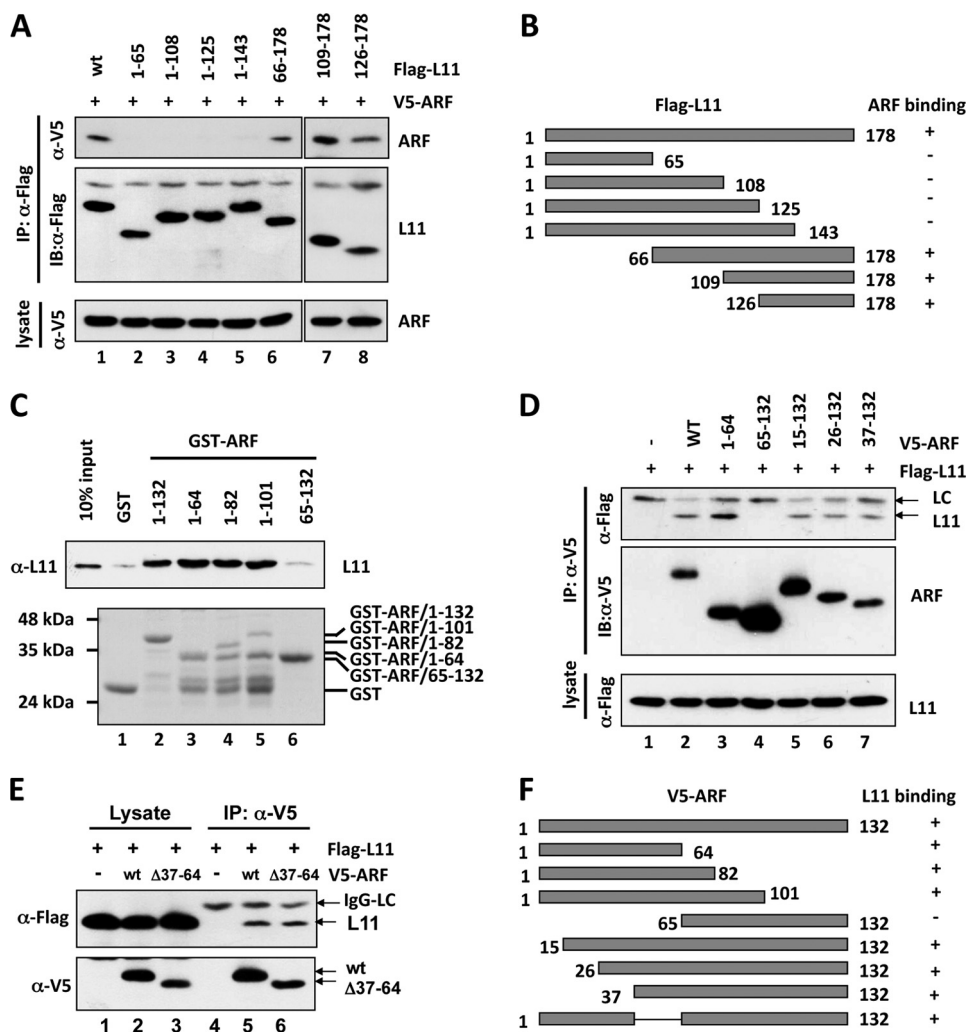 A
wt
1-65
1-108
1-125
1-143
66-178
109-178
126-178
Flag-L11
+ + + + + + + + V5-ARF
IP: α-Flag
α-V5
ARF
IB:α-Flag
L11
lysate
α-V5
ARF
1 2 3 4 5 6 7 8
B
Flag-L11 ARF binding
1 178 +
1 65 -
1 108 -
1 125 -
1 143 -
66 178 +
109 178 +
126 178 +
C
GST-ARF
10% input
GST
1-132
1-64
1-82
1-101
65-132
α-L11 L11
48 kDa
35 kDa
24 kDa
GST-ARF/1-132
GST-ARF/1-101
GST-ARF/1-82
GST-ARF/1-64
GST-ARF/65-132
GST
1 2 3 4 5 6
D
-
WT
1-64
65-132
15-132
26-132
37-132
V5-ARF
+ + + + + + + Flag-L11
IP: α-V5
α-Flag
LC
L11
IB:α-V5
ARF
lysate
α-Flag
L11
1 2 3 4 5 6 7
E
Lysate IP: α-V5
+ + + + + + Flag-L11
- wt Δ37-64 - wt Δ37-64 V5-ARF
α-Flag
IgG-LC
L11
α-V5
wt
Δ37-64
1 2 3 4 5 6
F
V5-ARF L11 binding
1 132 +
1 64 +
1 82 +
1 101 +
65 132 -
15 132 +
26 132 +
37 132 +
1 132 +